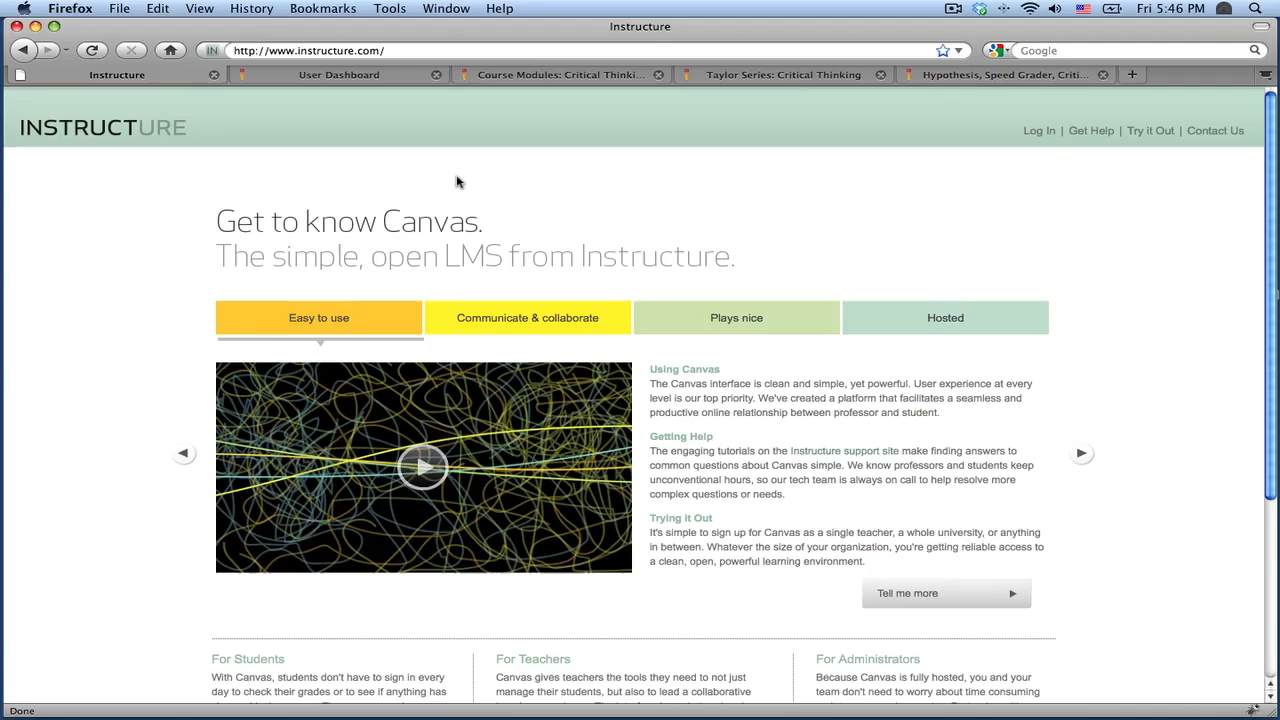 Firefox File Edit View History Bookmarks Tools Window Help Fri 5:46 PM
Instructure
IN http://www.instructure.com/ Google
Instructure User Dashboard Course Modules: Critical Thinki... Taylor Series: Critical Thinking Hypothesis, Speed Grader, Criti...
INSTRUCTURE
Log In | Get Help | Try it Out | Contact Us
Get to know Canvas.
The simple, open LMS from Instructure.
Easy to use Communicate & collaborate Plays nice Hosted
Using Canvas
The Canvas interface is clean and simple, yet powerful. User experience at every
level is our top priority. We've created a platform that facilitates a seamless and
productive online relationship between professor and student.
Getting Help
The engaging tutorials on the Instructure support site make finding answers to
common questions about Canvas simple. We know professors and students keep
unconventional hours, so our tech team is always on call to help resolve more
complex questions or needs.
Trying It Out
It's simple to sign up for Canvas as a single teacher, a whole university, or anything
in between. Whatever the size of your organization, you're getting reliable access to
a clean, open, powerful learning environment.
Tell me more
For Students
With Canvas, students don't have to sign in every
day to check their grades or to see if anything has
For Teachers
Canvas gives teachers the tools they need to not just
manage their students, but also to lead a collaborative
For Administrators
Because Canvas is fully hosted, you and your
team don't need to worry about time consuming
Done